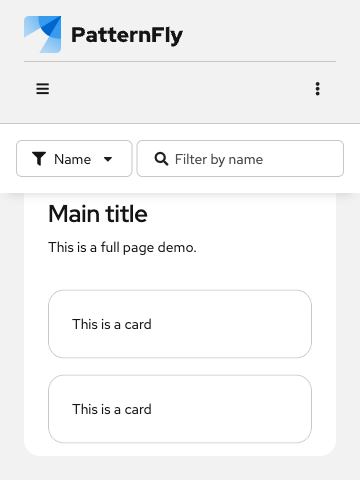 PatternFly
Name
Filter by name
Main title
This is a full page demo.
This is a card
This is a card